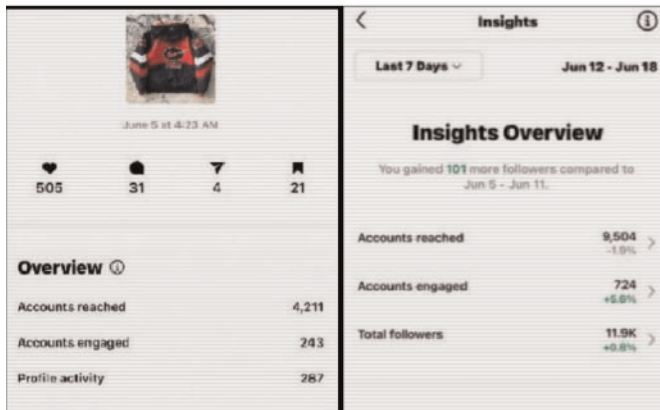 June 5 at 4:23 AM
505 31 4 21
Overview
Accounts reached 4,211
Accounts engaged 243
Profile activity 287
Insights
Last 7 Days Jun 12 - Jun 18
Insights Overview
You gained 101 more followers compared to
Jun 5 - Jun 11.
Accounts reached 9,504
-1.9%
Accounts engaged 724
+5.6%
Total followers 11.9K
+0.8%